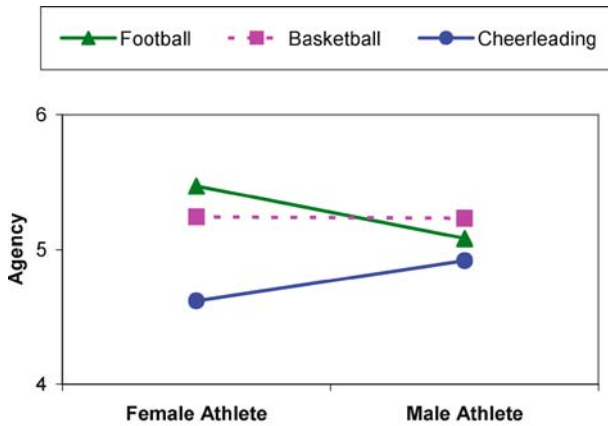 Football Basketball Cheerleading
6
5
4
Agency
Female Athlete Male Athlete